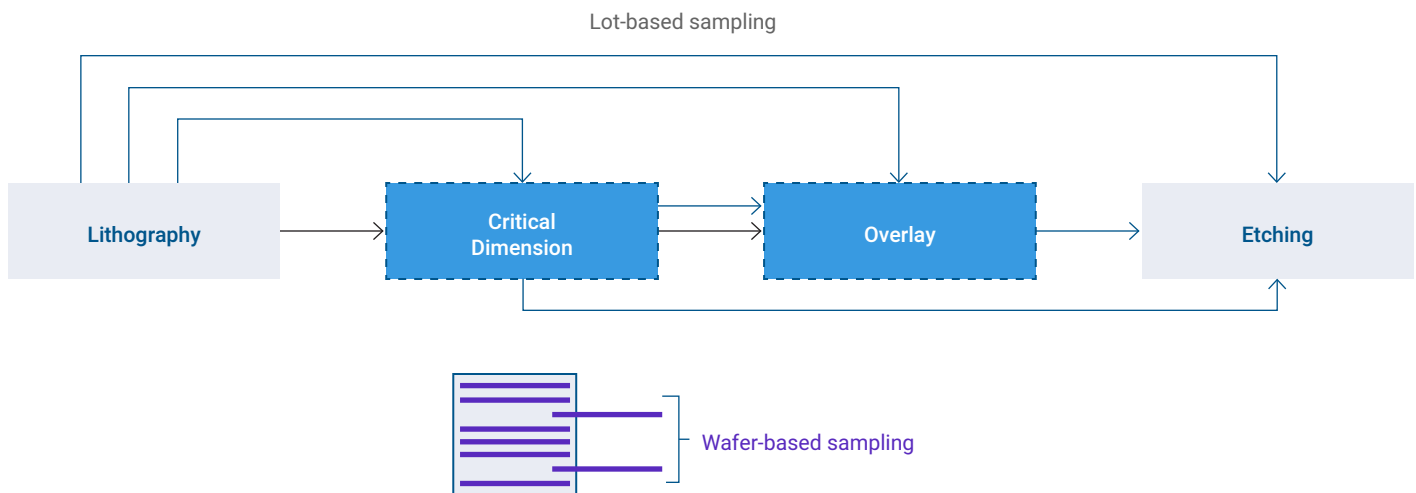 Lot-based sampling
Lithography
Critical
Dimension
Overlay
Etching
Wafer-based sampling